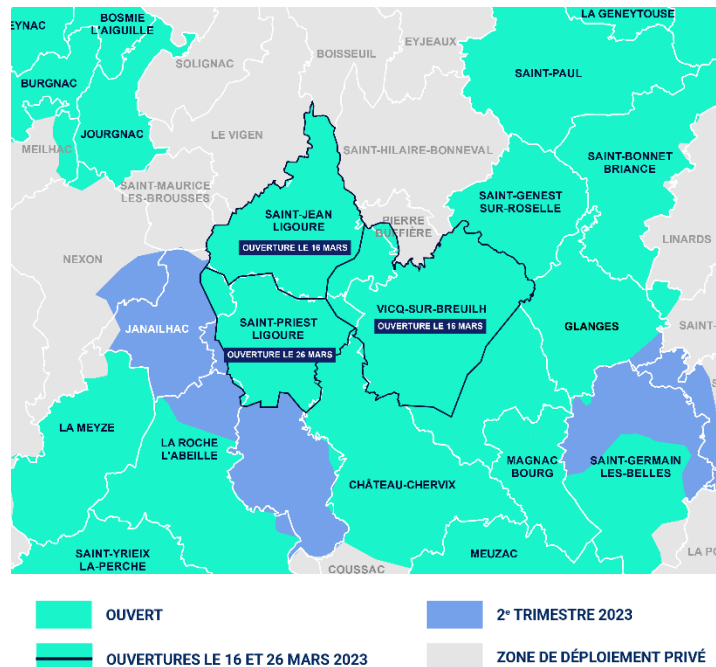 EYNAC
BOSMIE
L'AIGUILLE
LA GENEYTOUSE
EYJEAUX
BOISSEUIL
SOLIGNAC
SAINT-PAUL
BURGNAC
JOURGNAC
LE VIGEN
MEILHAC
SAINT-HILAIRE-BONNEVAL
SAINT-BONNET
BRIANCE
SAINT-MAURICE
LES-BROUSSES
SAINT-GENEST
SUR-ROSELLE
SAINT-JEAN
LIGOURE
OUVERTURE LE 16 MARS
PIERRE
BUFFIÈRE
LINARDS
NEXON
JANAILHAC
SAINT-PRIEST
LIGOURE
OUVERTURE LE 26 MARS
VICQ-SUR-BREUILH
OUVERTURE LE 16 MARS
GLANGES
SAINT-
LA MEYZE
LA ROCHE
L'ABEILLE
MAGNAC
BOURG
SAINT-GERMAIN
LES-BELLES
CHÂTEAU-CHERVIX
SAINT-YRIEIX
LA-PERCHE
COUSSAC
MEUZAC
LA PO
OUVERT
2e TRIMESTRE 2023
OUVERTURES LE 16 ET 26 MARS 2023
ZONE DE DÉPLOIEMENT PRIVÉ